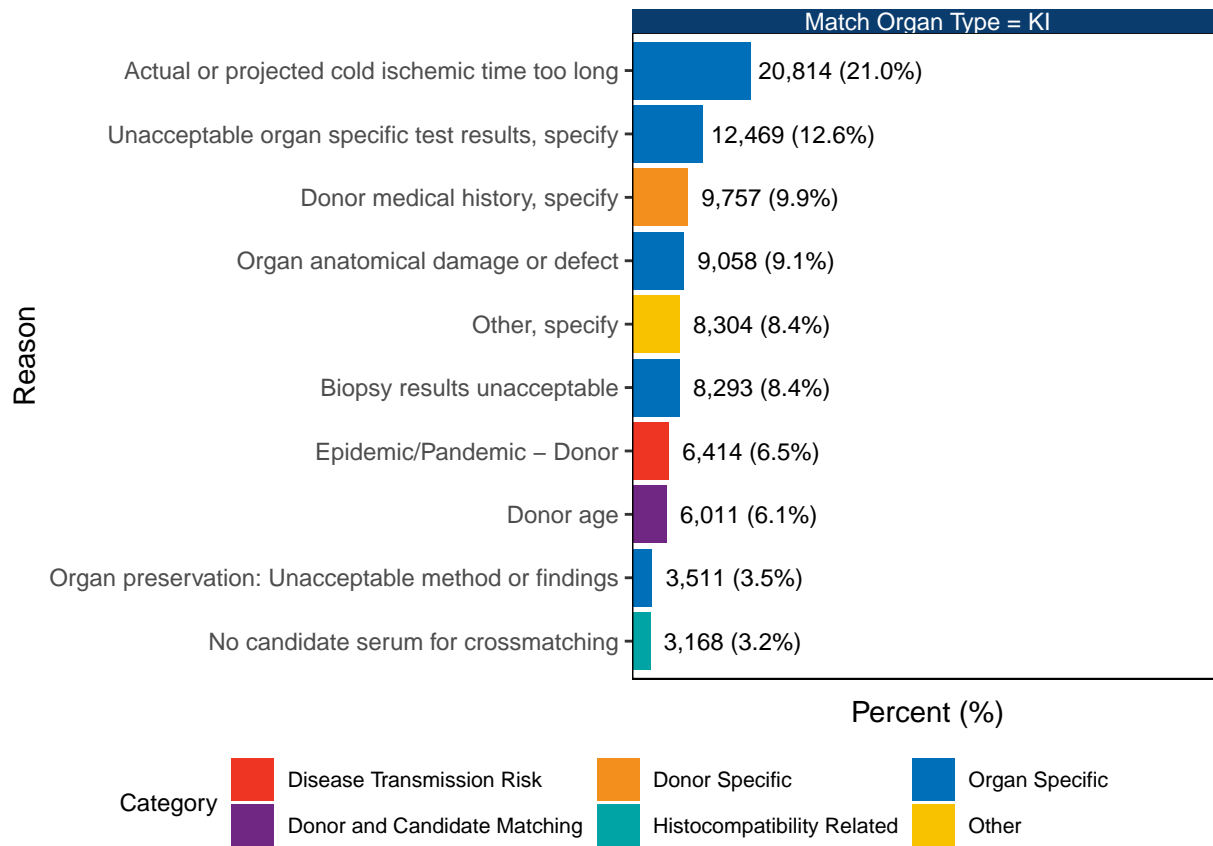 Match Organ Type = KI
Actual or projected cold ischemic time too long 20,814 (21.0%)
Unacceptable organ specific test results, specify 12,469 (12.6%)
Donor medical history, specify 9,757 (9.9%)
Organ anatomical damage or defect 9,058 (9.1%)
Other, specify 8,304 (8.4%)
Biopsy results unacceptable 8,293 (8.4%)
Epidemic/Pandemic − Donor 6,414 (6.5%)
Donor age 6,011 (6.1%)
Organ preservation: Unacceptable method or findings 3,511 (3.5%)
No candidate serum for crossmatching 3,168 (3.2%)
Reason
Percent (%)
Category
Disease Transmission Risk
Donor Specific
Organ Specific
Donor and Candidate Matching
Histocompatibility Related
Other